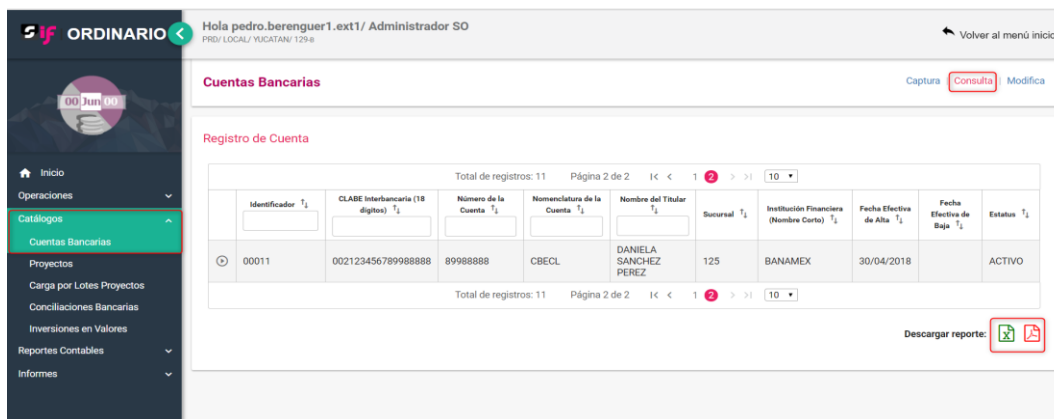 Sif ORDINARIO
Hola pedro.berenguer1.ext1/ Administrador SO
PRD/ LOCAL/ YUCATAN/ 129-8
Volver al menú inicio
00 Jun 00
Cuentas Bancarias
Captura | Consulta | Modifica
Registro de Cuenta
Inicio
Operaciones
Catálogos
Cuentas Bancarias
Proyectos
Carga por Lotes Proyectos
Conciliaciones Bancarias
Inversiones en Valores
Reportes Contables
Informes
Total de registros: 11 Página 2 de 2 |< < 1 2 > >| 10
Identificador
CLABE Interbancaria (18 dígitos)
Número de la Cuenta
Nomenclatura de la Cuenta
Nombre del Titular
Sucursal
Institución Financiera (Nombre Corto)
Fecha Efectiva de Alta
Fecha Efectiva de Baja
Estatus
00011 002123456789988888 89988888 CBECL DANIELA SANCHEZ PEREZ 125 BANAMEX 30/04/2018 ACTIVO
Total de registros: 11 Página 2 de 2 |< < 1 2 > >| 10
Descargar reporte: